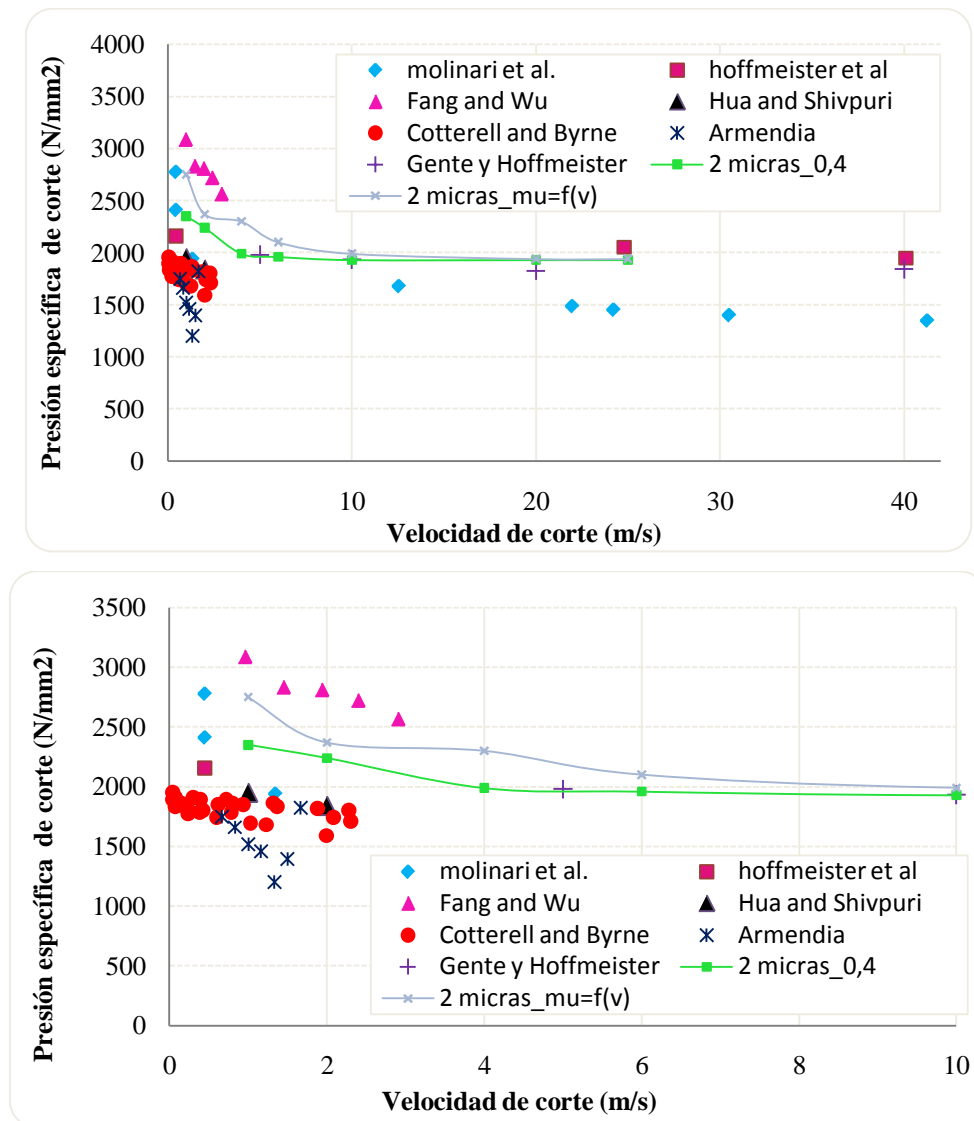 Presión específica de corte (N/mm2)
4000
3500
3000
2500
2000
1500
1000
500
0
molinari et al.
hoffmeister et al
Fang and Wu
Hua and Shivpuri
Cotterell and Byrne
Armendia
Gente y Hoffmeister
2 micras_0,4
2 micras_mu=f(v)
0
10
20
30
40
Velocidad de corte (m/s)
Presión específica de corte (N/mm2)
3500
3000
2500
2000
1500
1000
500
0
molinari et al.
hoffmeister et al
Fang and Wu
Hua and Shivpuri
Cotterell and Byrne
Armendia
Gente y Hoffmeister
2 micras_0,4
2 micras_mu=f(v)
0
2
4
6
8
10
Velocidad de corte (m/s)